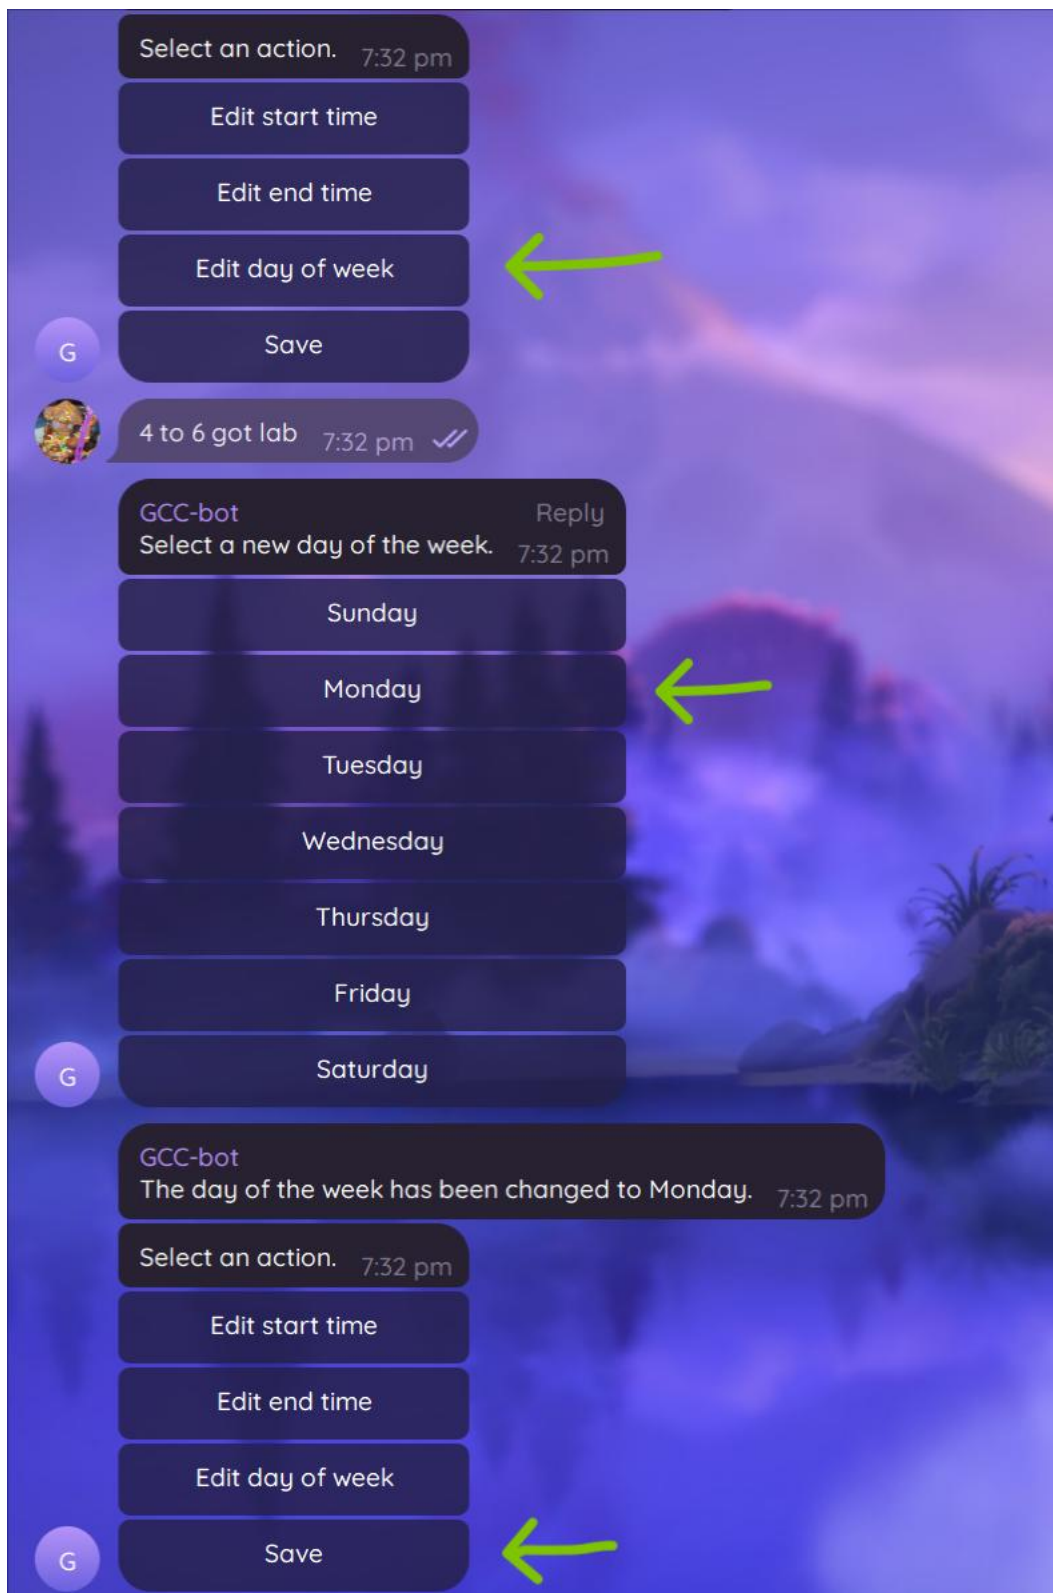 Select an action. 7:32 pm
Edit start time
Edit end time
Edit day of week
Save
G
4 to 6 got lab 7:32 pm
GCC-bot Reply
Select a new day of the week. 7:32 pm
Sunday
Monday
Tuesday
Wednesday
Thursday
Friday
Saturday
G
GCC-bot
The day of the week has been changed to Monday. 7:32 pm
Select an action. 7:32 pm
Edit start time
Edit end time
Edit day of week
Save
G